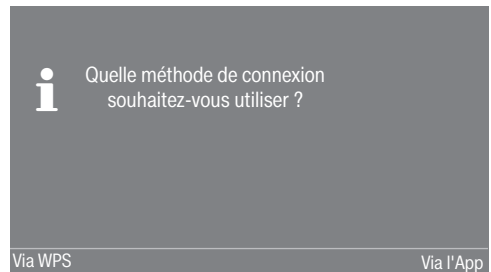 Quelle méthode de connexion
souhaitez-vous utiliser ?
Via WPS
Via l'App